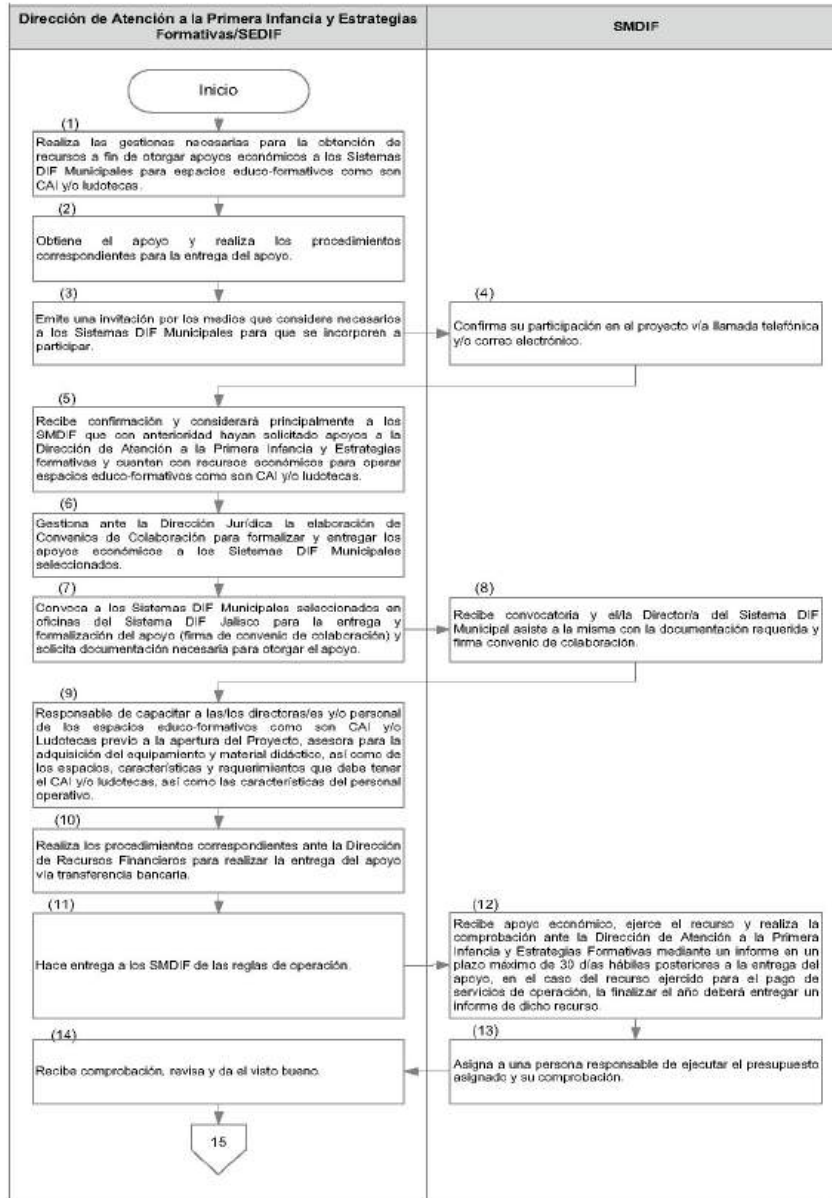 Dirección de Atención a la Primera Infancia y Estrategias
Formativas/SEDIF
SMDIF
Inicio
(1)
Realiza las gestiones necesarias para la obtención de
recursos a fin de otorgar apoyos económicos a los Sistemas
DIF Municipales para espacios educo-formativos como son
CAI y/o ludotecas.
(2)
Obtiene el apoyo y realiza los procedimientos
correspondientes para la entrega del apoyo.
(3)
Emite una invitación por los medios que considere necesarios
a los Sistemas DIF Municipales para que se incorporen a
participar.
(4)
Confirma su participación en el proyecto vía llamada telefónica
y/o correo electrónico.
(5)
Recibe confirmación y considerará principalmente a los
SMDIF que con anterioridad hayan solicitado apoyos a la
Dirección de Atención a la Primera Infancia y Estrategias
formativas y cuentan con recursos económicos para operar
espacios educo-formativos como son CAI y/o ludotecas.
(6)
Gestiona ante la Dirección Jurídica la elaboración de
Convenios de Colaboración para formalizar y entregar los
apoyos económicos a los Sistemas DIF Municipales
seleccionados.
(7)
Convoca a los Sistemas DIF Municipales seleccionados en
oficinas del Sistema DIF Jalisco para la entrega y
formalización del apoyo (firma de convenio de colaboración) y
solicita documentación necesaria para otorgar el apoyo.
(8)
Recibe convocatoria y el/la Director/a del Sistema DIF
Municipal asiste a la misma con la documentación requerida y
firma convenio de colaboración.
(9)
Responsable de capacitar a las/los directoras/es y/o personal
de los espacios educo-formativos como son CAI y/o
Ludotecas previo a la apertura del Proyecto, asesora para la
adquisición del equipamiento y material didáctico, así como de
los espacios, características y requerimientos que debe tener
el CAI y/o ludotecas, así como las características del personal
operativo.
(10)
Realiza los procedimientos correspondientes ante la Dirección
de Recursos Financieros para realizar la entrega del apoyo
vía transferencia bancaria.
(11)
Hace entrega a los SMDIF de las reglas de operación.
(12)
Recibe apoyo económico, ejerce el recurso y realiza la
comprobación ante la Dirección de Atención a la Primera
Infancia y Estrategias Formativas mediante un informe en un
plazo máximo de 30 días hábiles posteriores a la entrega del
apoyo, en el caso del recurso ejercido para el pago de
servicios de operación, la finalizar el año deberá entregar un
informe de dicho recurso.
(13)
Asigna a una persona responsable de ejecutar el presupuesto
asignado y su comprobación.
(14)
Recibe comprobación, revisa y da el visto bueno.
15